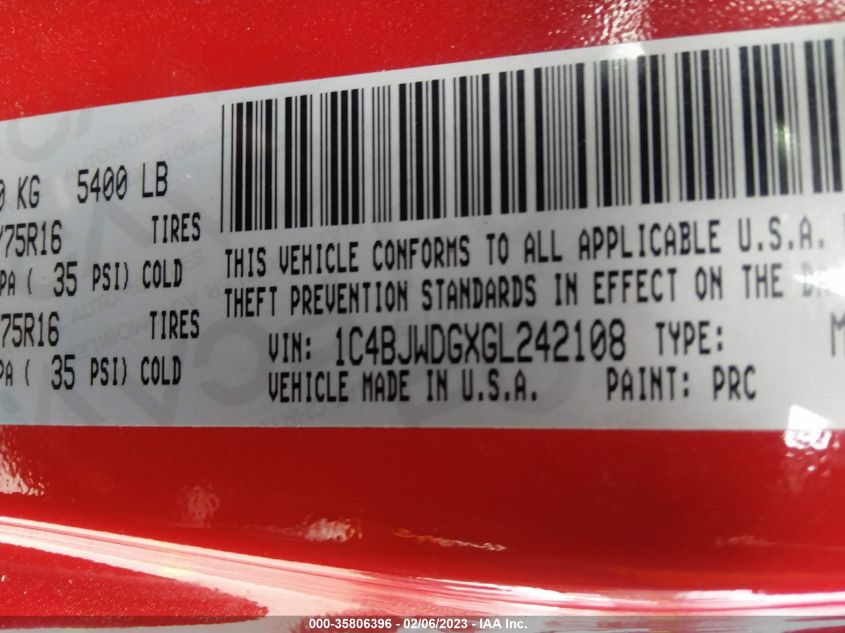 0 KG 5400 LB
/75R16 TIRES
PA ( 35 PSI) COLD
75R16 TIRES
PA ( 35 PSI) COLD
THIS VEHICLE CONFORMS TO ALL APPLICABLE U.S.A.
THEFT PREVENTION STANDARDS IN EFFECT ON THE DA
VIN: 1C4BJWDGXGL242108 TYPE: M
VEHICLE MADE IN U.S.A. PAINT: PRC
000-35806396 - 02/06/2023 - IAA Inc.